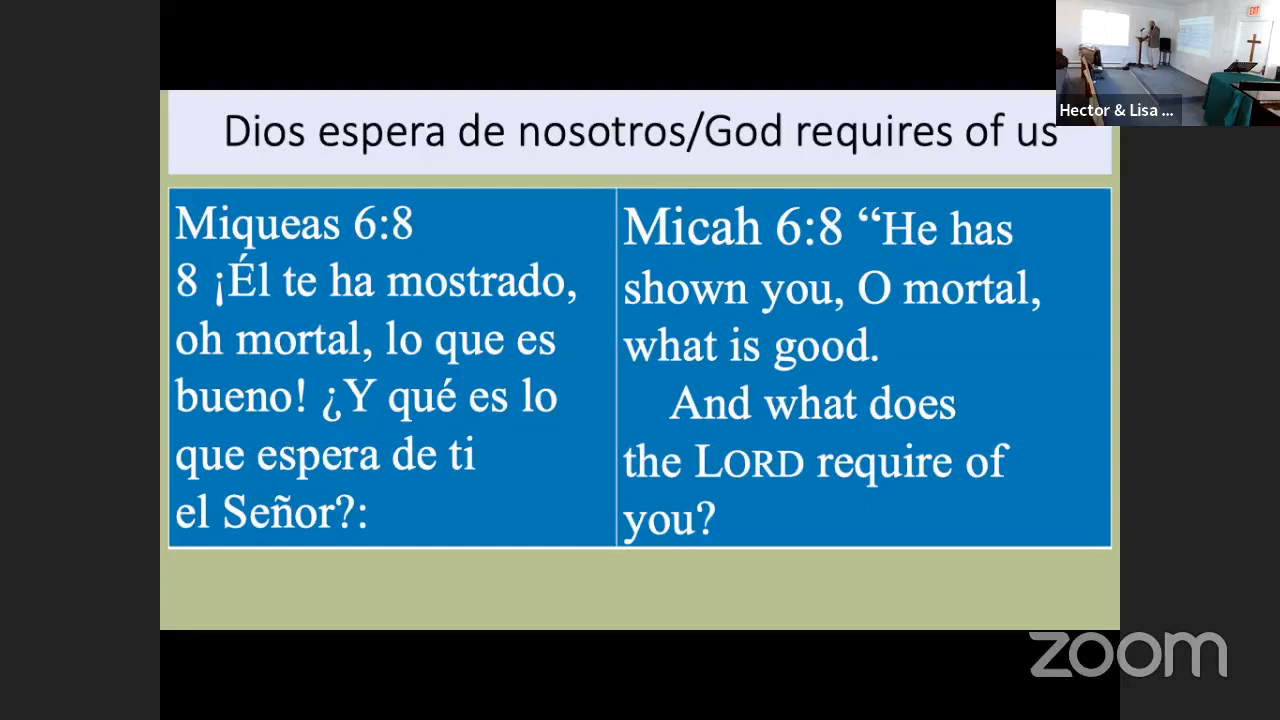 Dios espera de nosotros/God requires of us
Miqueas 6:8
8 ¡Él te ha mostrado,
oh mortal, lo que es
bueno! ¿Y qué es lo
que espera de ti
el Señor?:
Micah 6:8 “He has
shown you, O mortal,
what is good.
And what does
the LORD require of
you?
Hector & Lisa ...
EXIT
zoom